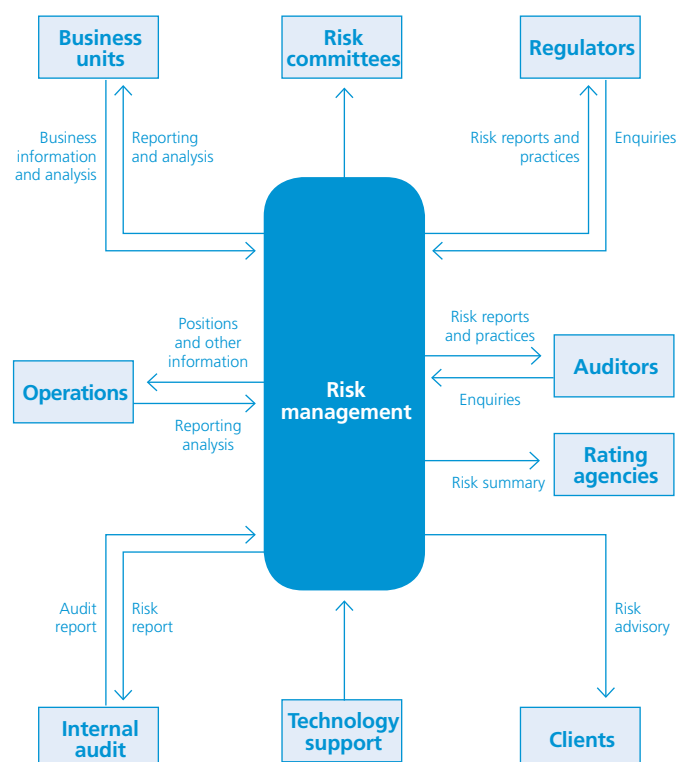 Business
units
Risk
committees
Regulators
Business
information
and analysis
Reporting
and analysis
Risk reports and
practices
Enquiries
Positions
and other
information
Operations
Reporting
analysis
Risk
management
Risk reports
and practices
Auditors
Enquiries
Rating
agencies
Risk summary
Audit
report
Risk
report
Risk
advisory
Internal
audit
Technology
support
Clients